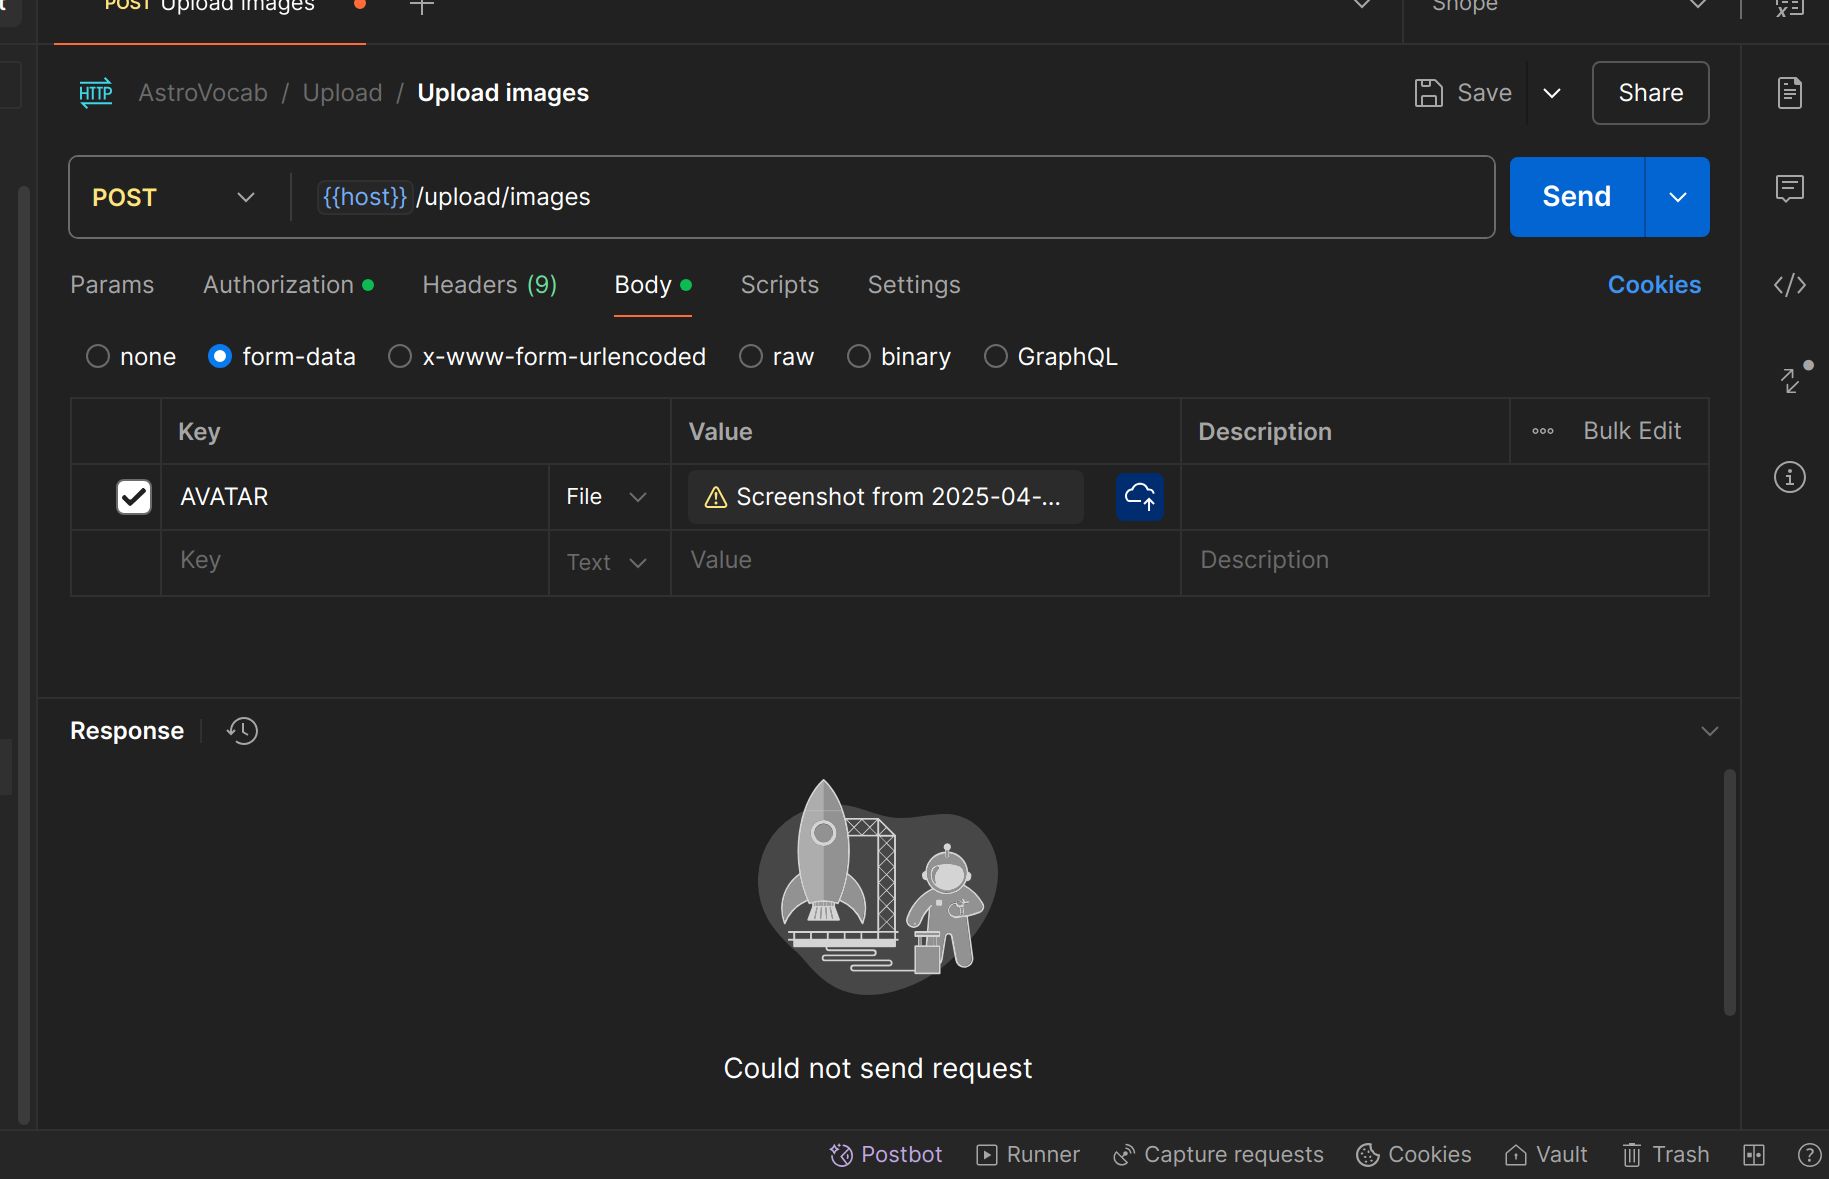 POST Upload images
Shope
HTTP AstroVocab / Upload / Upload images
Save
Share
POST
{{host}}/upload/images
Send
Params
Authorization
Headers (9)
Body
Scripts
Settings
Cookies
none
form-data
x-www-form-urlencoded
raw
binary
GraphQL
Key
Value
Description
Bulk Edit
AVATAR
File
Screenshot from 2025-04-...
Key
Text
Value
Description
Response
Could not send request
Postbot
Runner
Capture requests
Cookies
Vault
Trash